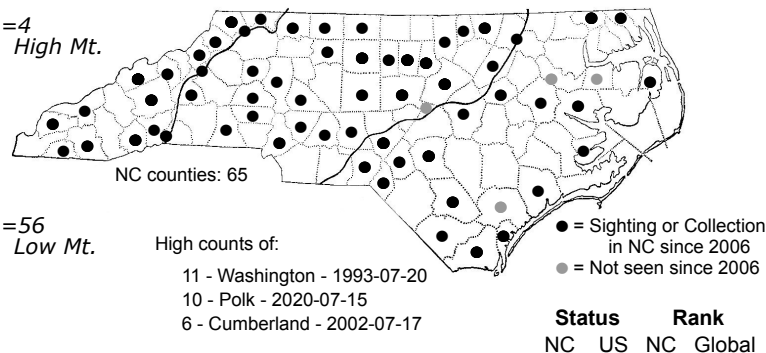 =4
High Mt.
NC counties: 65
=56
Low Mt.
High counts of:
11 - Washington - 1993-07-20
10 - Polk - 2020-07-15
6 - Cumberland - 2002-07-17
= Sighting or Collection
in NC since 2006
= Not seen since 2006
Status Rank
NC US NC Global